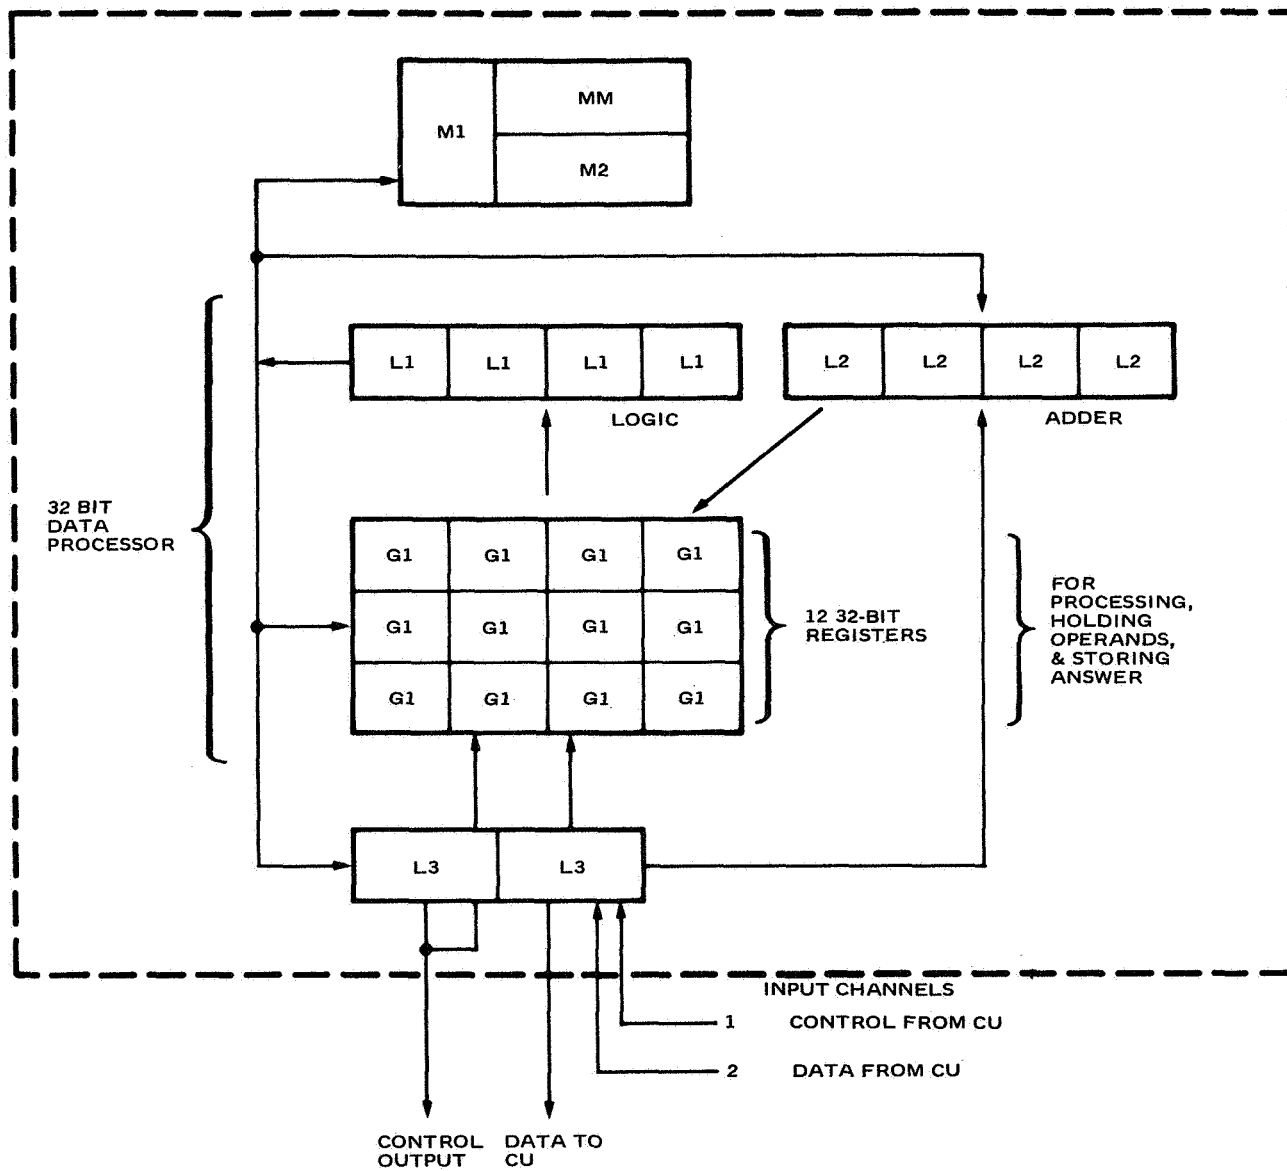 MM
M1
M2
L1 L1 L1 L1
L2 L2 L2 L2
LOGIC
ADDER
32 BIT
DATA
PROCESSOR
G1 G1 G1 G1
G1 G1 G1 G1
G1 G1 G1 G1
12 32-BIT
REGISTERS
FOR
PROCESSING,
HOLDING
OPERANDS,
& STORING
ANSWER
L3 L3
INPUT CHANNELS
1 CONTROL FROM CU
2 DATA FROM CU
CONTROL
OUTPUT
DATA TO
CU